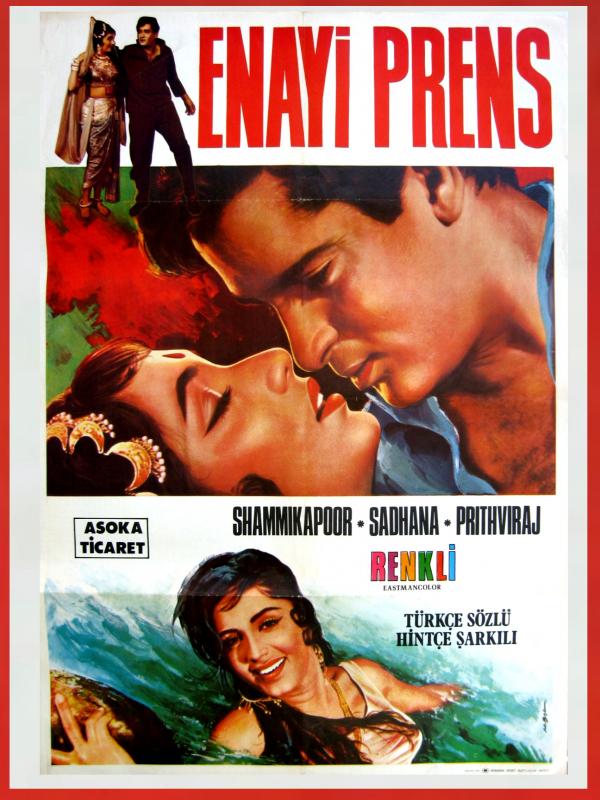 ENAYİ PRENS
SHAMMIKAPOOR * SADHANA * PRITHVIRAJ
ASOKA
TİCARET
RENKLİ
EASTMANCOLOR
TÜRKÇE SÖZLÜ
HİNTÇE ŞARKILI